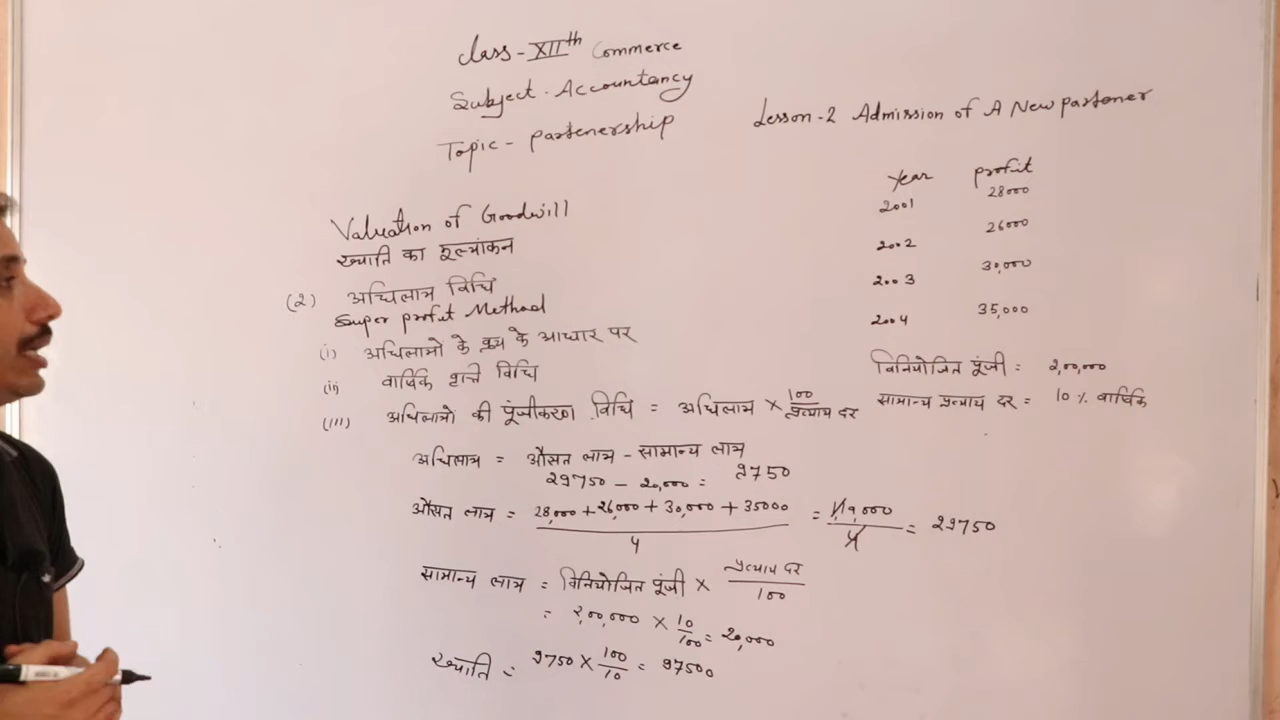 Class - XIIth Commerce
Subject - Accountancy
Topic - partenership
Lesson-2 Admission of A New partener
Year profit
2001 28000
2002 26000
2003 30,000
2004 35,000
विनियोजित पूंजी = 2,00,000
सामान्य प्रत्याय दर = 10% वार्षिक
Valuation of Goodwill
ख्याति का मूल्यांकन
(2) अधिलाभ विधि
Super profit Method
(i) अधिलाभो के क्रय के आधार पर
(ii) वार्षिक विधि
(iii) अधिलाभो की पूंजीकरण विधि = अधिलाभ × 100/प्रत्याय दर
अधिलाभ = औसत लाभ - सामान्य लाभ
29750 - 20,000 = 9750
औसत लाभ = 28,000 + 26,000 + 30,000 + 35000 / 4 = 1,19,000 / 4 = 29750
सामान्य लाभ = विनियोजित पूंजी × प्रत्याय दर / 100
= 2,00,000 × 10/100 = 20,000
ख्याति = 9750 × 100/10 = 97500